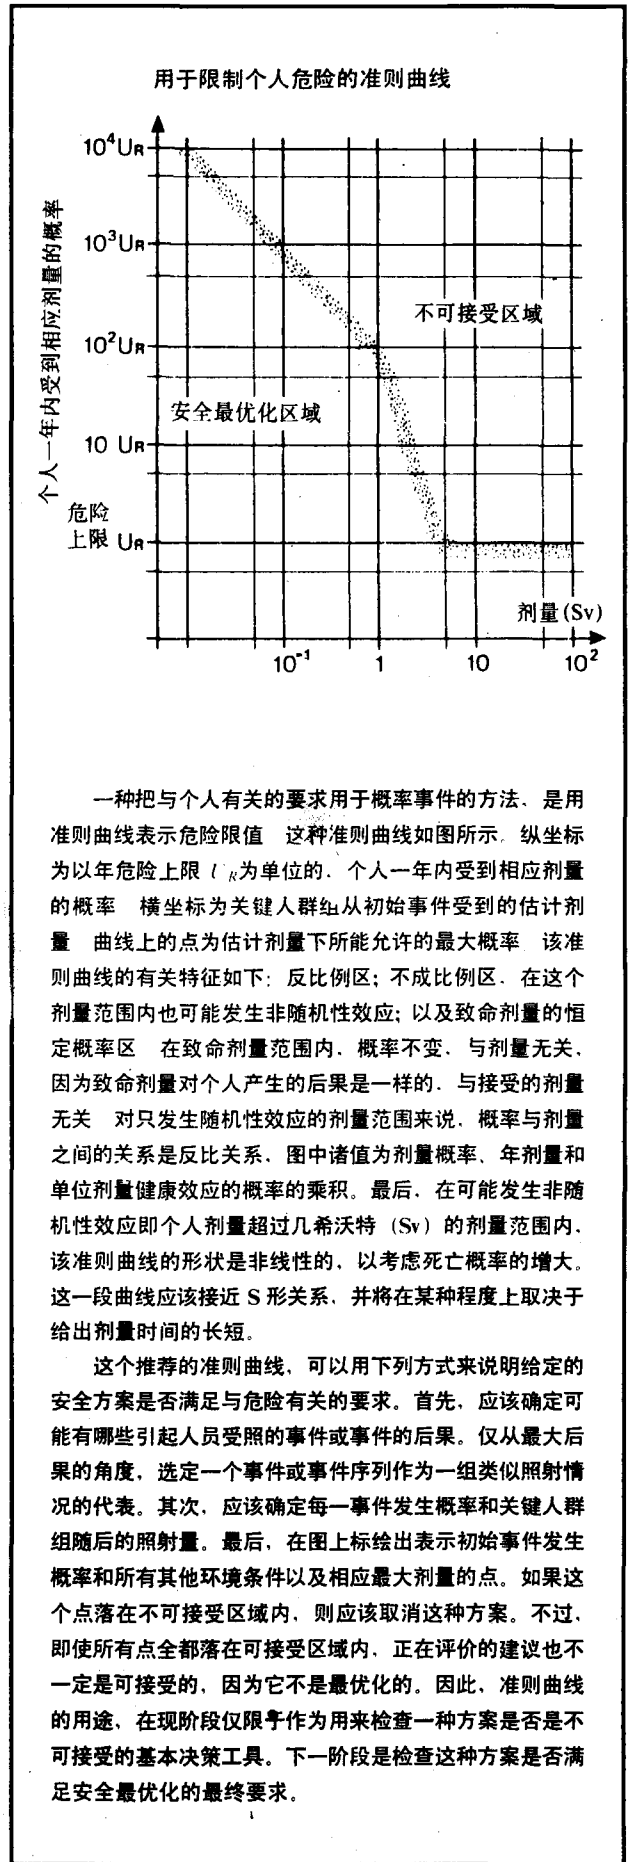 用于限制个人危险的准则曲线
个人一年内受到相应剂量的概率
10⁴UR
10³UR
10²UR
10 UR
危险
上限 UR
不可接受区域
安全最优化区域
剂量(Sv)
10⁻¹ 1 10 10²
一种把与个人有关的要求用于概率事件的方法、是用
准则曲线表示危险限值 这种准则曲线如图所示. 纵坐标
为以年危险上限 R为单位的、个人一年内受到相应剂量
的概率 横坐标为关键人群组从初始事件受到的估计剂
量 曲线上的点为估计剂量下所能允许的最大概率 该准
则曲线的有关特征如下: 反比例区; 不成比例区、在这个
剂量范围内也可能发生非随机性效应; 以及致命剂量的恒
定概率区 在致命剂量范围内、概率不变、与剂量无关、
因为致命剂量对个人产生的后果是一样的、与接受的剂量
无关 对只发生随机性效应的剂量范围来说、概率与剂量
之间的关系是反比关系、图中诸值为剂量概率、年剂量和
单位剂量健康效应的概率的乘积。最后、在可能发生非随
机性效应即个人剂量超过几希沃特 (Sv) 的剂量范围内、
该准则曲线的形状是非线性的、以考虑死亡概率的增大。
这一段曲线应该接近 S 形关系、并将在某种程度上取决于
给出剂量时间的长短。
这个推荐的准则曲线、可以用下列方式来说明给定的
安全方案是否满足与危险有关的要求。首先、应该确定可
能有哪些引起人员受照的事件或事件的后果。仅从最大后
果的角度、选定一个事件或事件序列作为一组类似照射情
况的代表。其次、应该确定每一事件发生概率和关键人群
组随后的照射量。最后、在图上标绘出表示初始事件发生
概率和所有其他环境条件以及相应最大剂量的点。如果这
个点落在不可接受区域内、则应该取消这种方案。不过、
即使所有点全都落在可接受区域内、正在评价的建议也不
一定是可接受的、因为它不是最优化的。因此、准则曲线
的用途、在现阶段仅限于作为用来检查一种方案是否是不
可接受的基本决策工具。下一阶段是检查这种方案是否满
足安全最优化的最终要求。